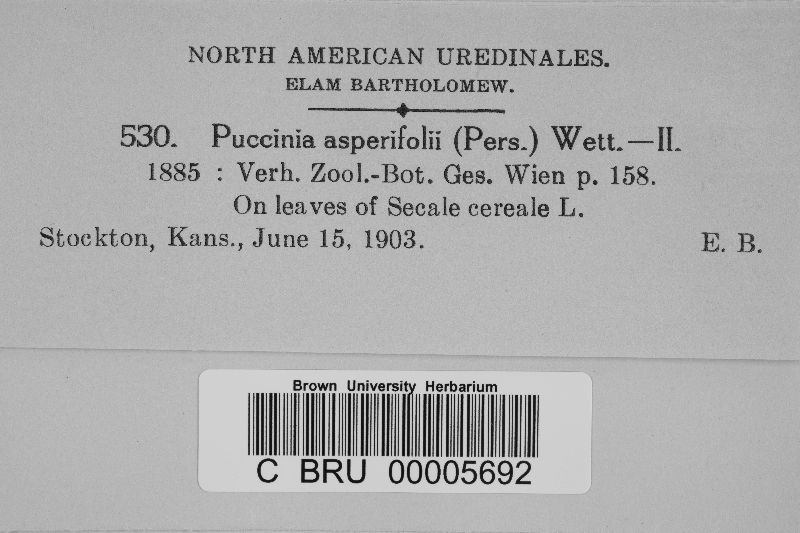 NORTH AMERICAN UREDINALES.
ELAM BARTHOLOMEW.
530. Puccinia asperifolii (Pers.) Wett.—II.
1885 : Verh. Zool.-Bot. Ges. Wien p. 158.
On leaves of Secale cereale L.
Stockton, Kans., June 15, 1903. E. B.
Brown University Herbarium
C BRU 00005692